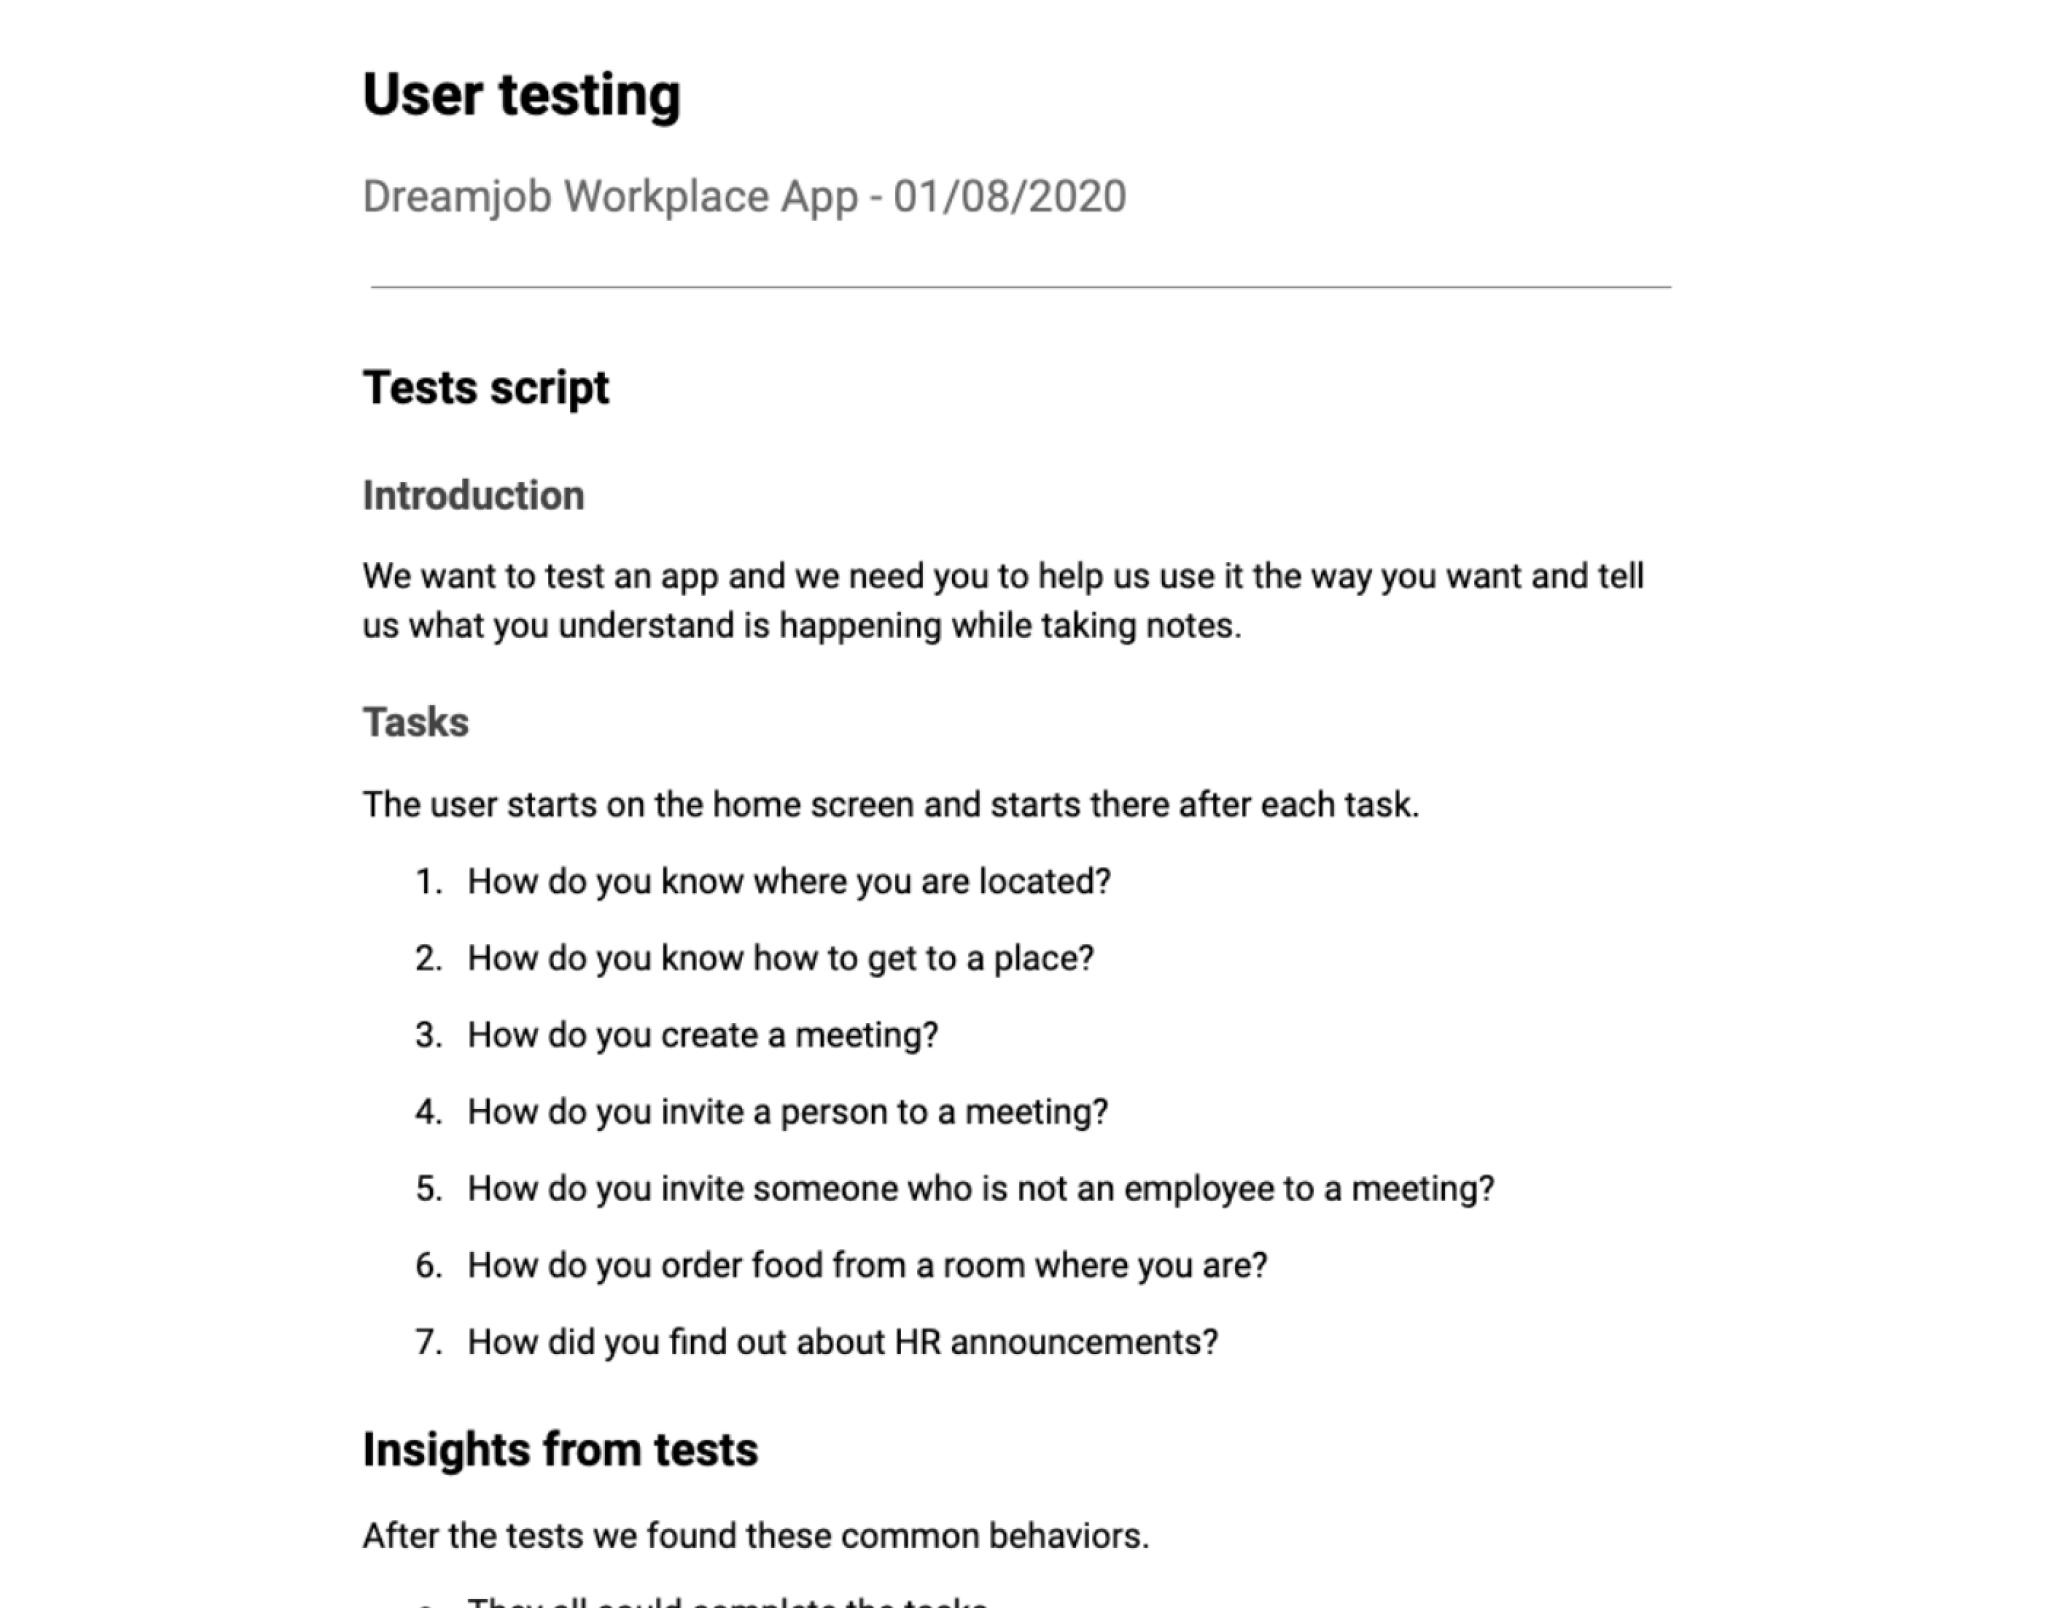 User testing
Dreamjob Workplace App - 01/08/2020
Tests script
Introduction
We want to test an app and we need you to help us use it the way you want and tell
us what you understand is happening while taking notes.
Tasks
The user starts on the home screen and starts there after each task.
1. How do you know where you are located?
2. How do you know how to get to a place?
3. How do you create a meeting?
4. How do you invite a person to a meeting?
5. How do you invite someone who is not an employee to a meeting?
6. How do you order food from a room where you are?
7. How did you find out about HR announcements?
Insights from tests
After the tests we found these common behaviors.
They all could complete the tasks